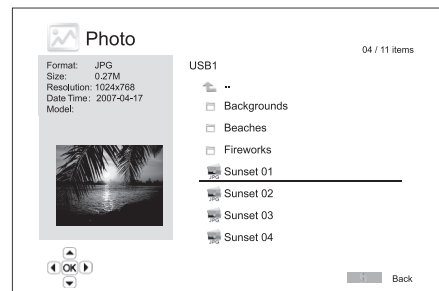 Photo
04 / 11 items
Format: JPG
Size: 0.27M
Resolution: 1024x768
Date Time: 2007-04-17
Model:
USB1
..
Backgrounds
Beaches
Fireworks
Sunset 01
Sunset 02
Sunset 03
Sunset 04
OK
Back